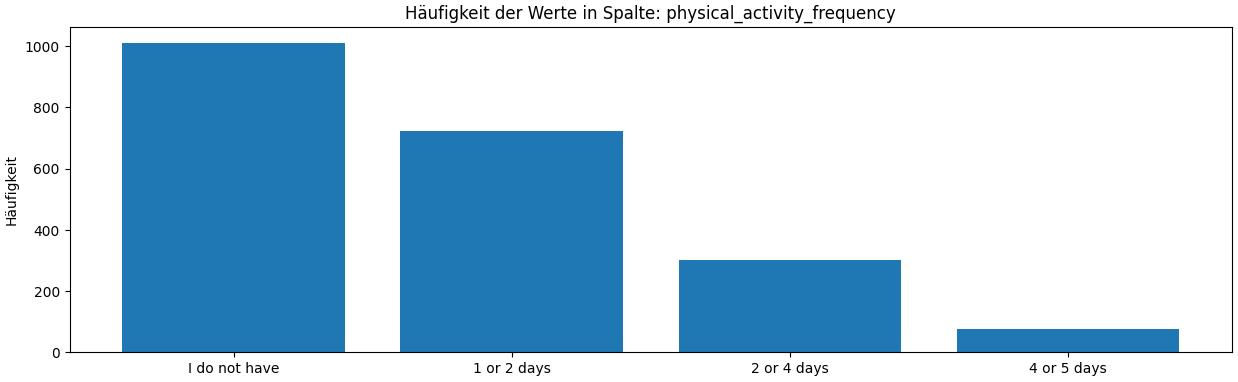 Häufigkeit der Werte in Spalte: physical_activity_frequency
Häufigkeit
1000
800
600
400
200
0
I do not have 1 or 2 days 2 or 4 days 4 or 5 days